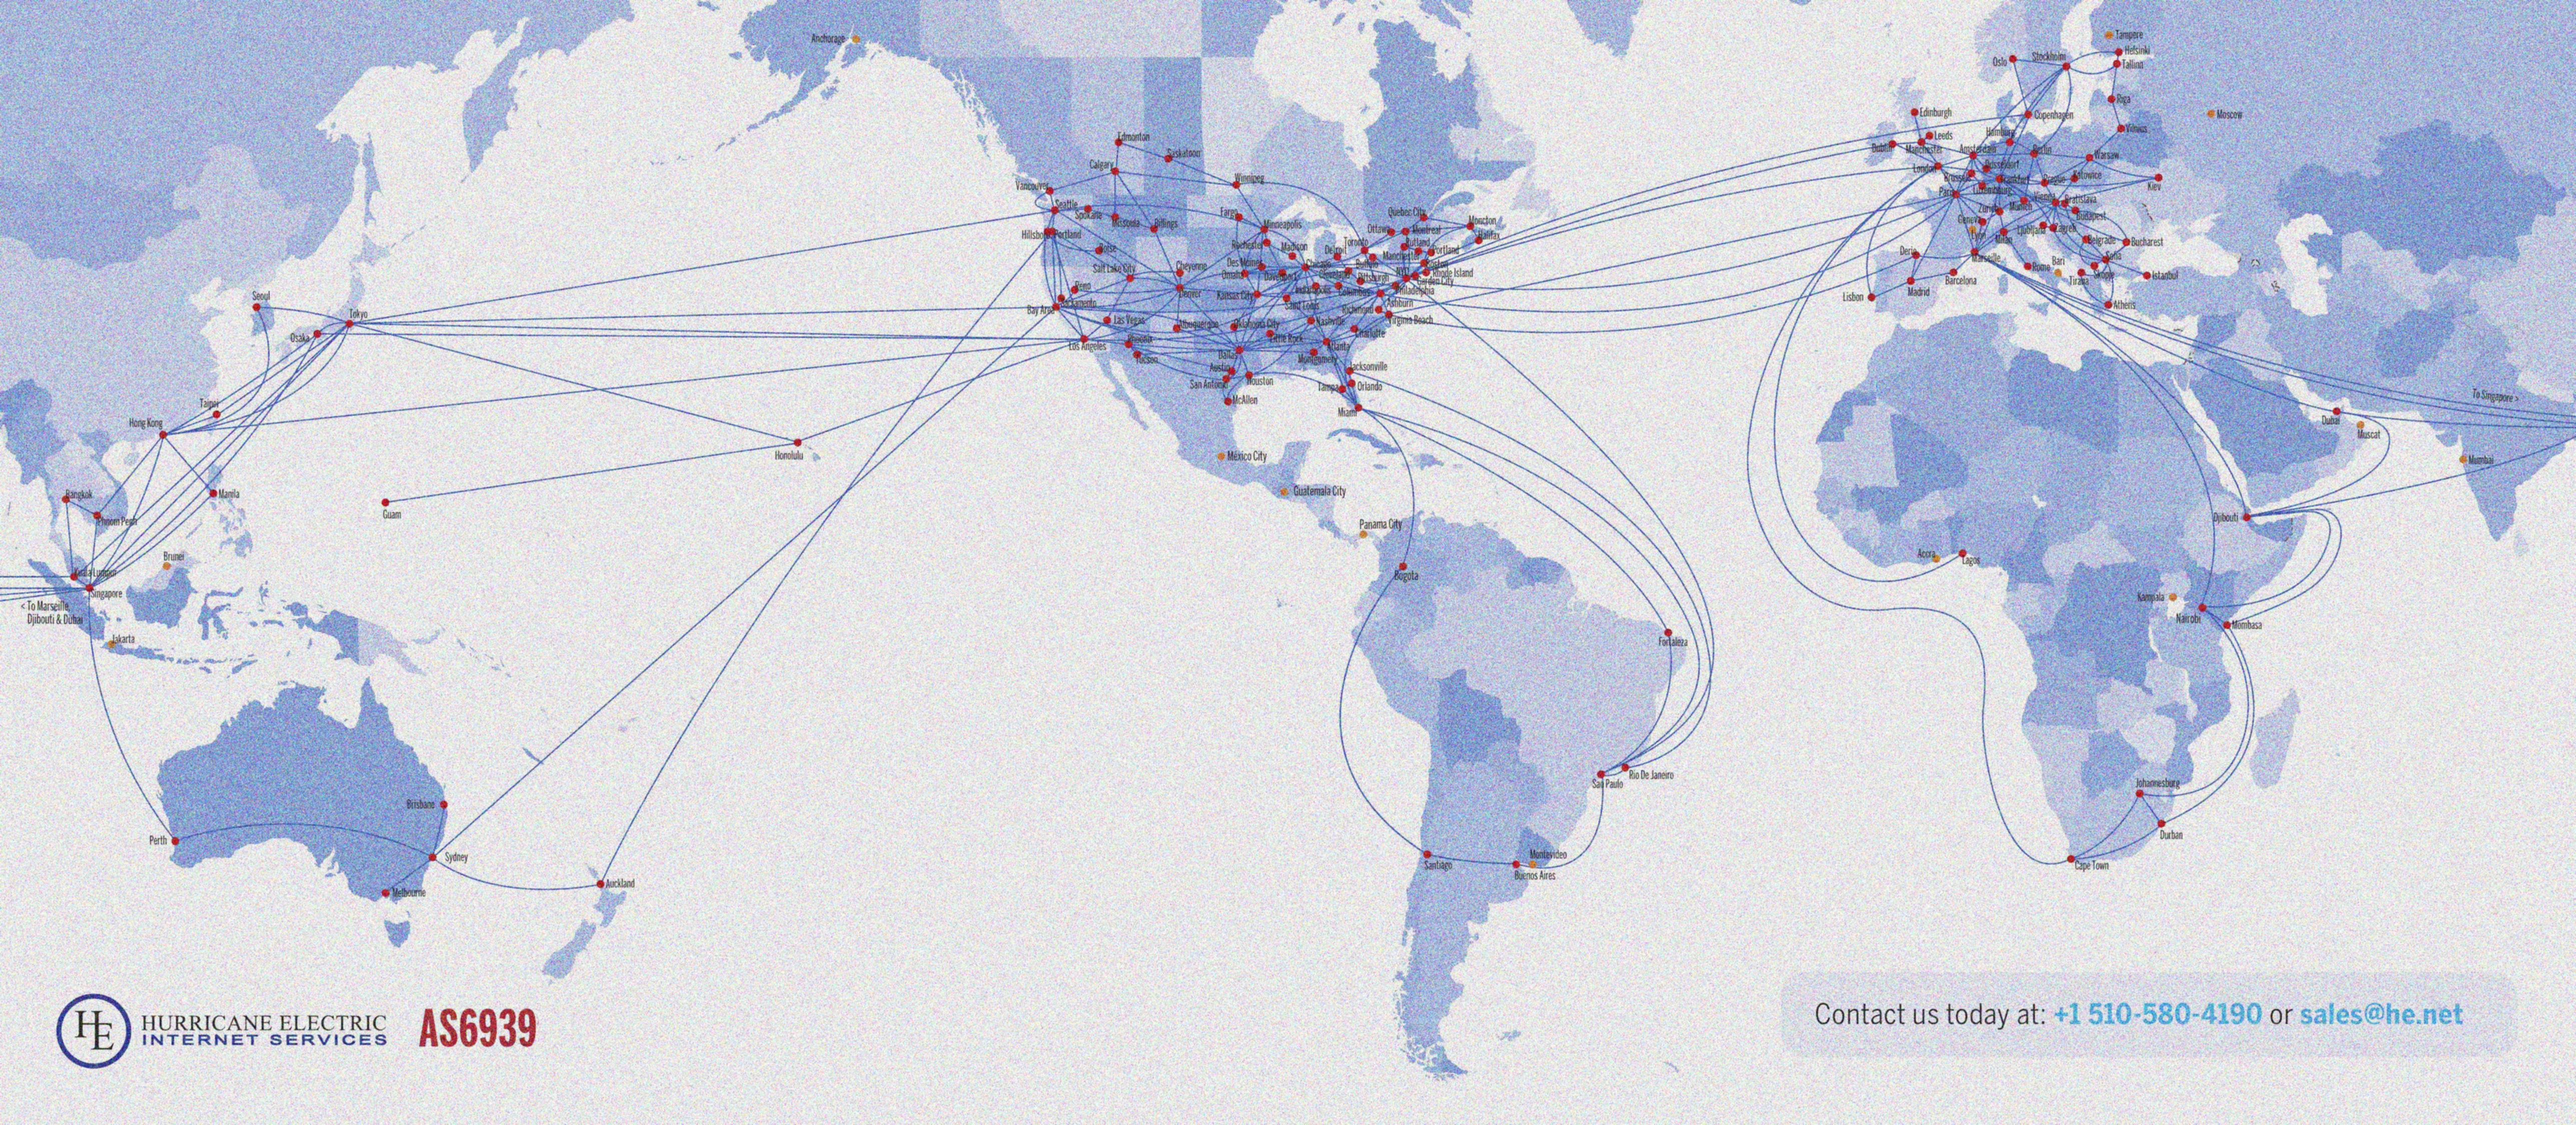 Anchorage
Tampere
Helsinki
Stockholm
Oslo
Tallinn
Riga
Moscow
Edinburgh
Copenhagen
Vilnius
Leeds
Hamburg
Edmonton
Dublin
Manchester
Amsterdam
Berlin
Warsaw
Saskatoon
Calgary
London
Düsseldorf
Brussels
Frankfurt
Prague
Katowice
Kiev
Winnipeg
Vancouver
Paris
Luxembourg
Vienna
Bratislava
Seattle
Spokane
Missoula
Billings
Fargo
Minneapolis
Quebec City
Moncton
Zurich
Munich
Budapest
Geneva
Hillsboro
Portland
Ottawa
Montreal
Halifax
Lyon
Milan
Ljubljana
Zagreb
Belgrade
Bucharest
Boise
Rochester
Madison
Detroit
Toronto
Rutland
Portland
Manchester
Derio
Marseille
Sofia
Salt Lake City
Cheyenne
Des Moines
Omaha
Davenport
Chicago
Cleveland
Pittsburgh
NYC
Rhode Island
Garden City
Rome
Bari
Tirana
Skopje
Istanbul
Barcelona
Madrid
Lisbon
Athens
Reno
Sacramento
Denver
Kansas City
Indianapolis
Columbus
Philadelphia
Ashburn
Seoul
Tokyo
Osaka
Bay Area
Las Vegas
Albuquerque
Oklahoma City
Saint Louis
Nashville
Richmond
Virginia Beach
Charlotte
Los Angeles
Phoenix
Tucson
Dallas
Little Rock
Atlanta
Montgomery
Austin
San Antonio
Houston
McAllen
Jacksonville
Tampa
Orlando
Miami
To Singapore >
Taipei
Hong Kong
Dubai
Muscat
Honolulu
México City
Mumbai
Bangkok
Manila
Guatemala City
Guam
Phnom Penh
Panama City
Djibouti
Brunei
Accra
Lagos
Kuala Lumpur
Bogota
Singapore
< To Marseille,
Djibouti & Dubai
Kampala
Nairobi
Mombasa
Jakarta
Fortaleza
Sao Paulo
Rio De Janeiro
Johannesburg
Brisbane
Durban
Perth
Sydney
Santiago
Montevideo
Buenos Aires
Cape Town
Melbourne
Auckland
HE
HURRICANE ELECTRIC
INTERNET SERVICES
AS6939
Contact us today at: +1 510-580-4190 or sales@he.net